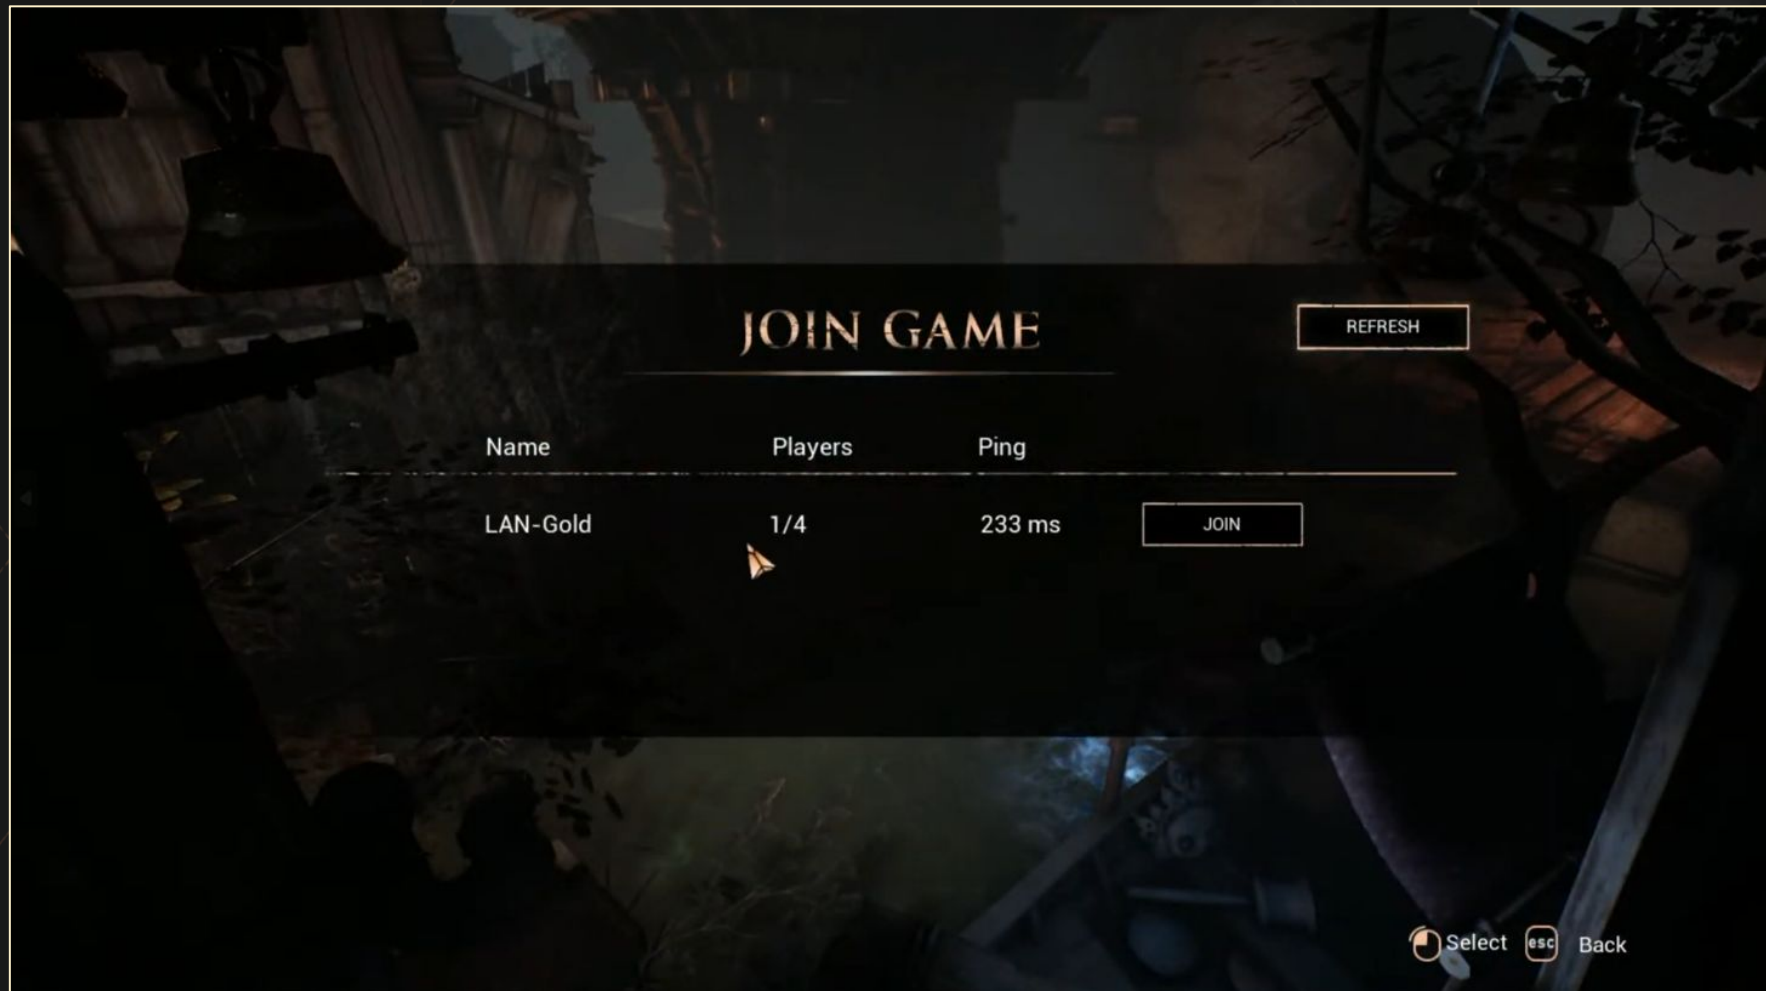 JOIN GAME
REFRESH
Name Players Ping
LAN-Gold 1/4 233 ms JOIN
Select esc Back